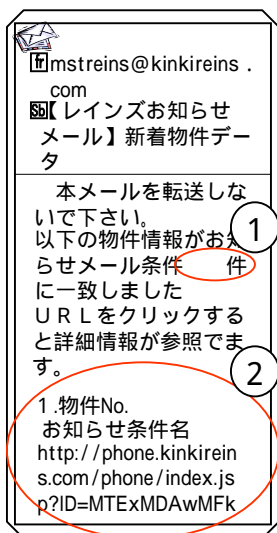 frmstreins@kinkireins.
com
Sb【レインズお知らせ
メール】新着物件デー
タ
本メールを転送しな
いで下さい。
以下の物件情報がお知
1
らせメール条件　　件
に一致しました
ＵＲＬをクリックする
と詳細情報が参照でま
す。
2
1.物件No.
お知らせ条件名
http://phone.kinkirein
s.com/phone/index.js
p?ID=MTExMDAwMFk